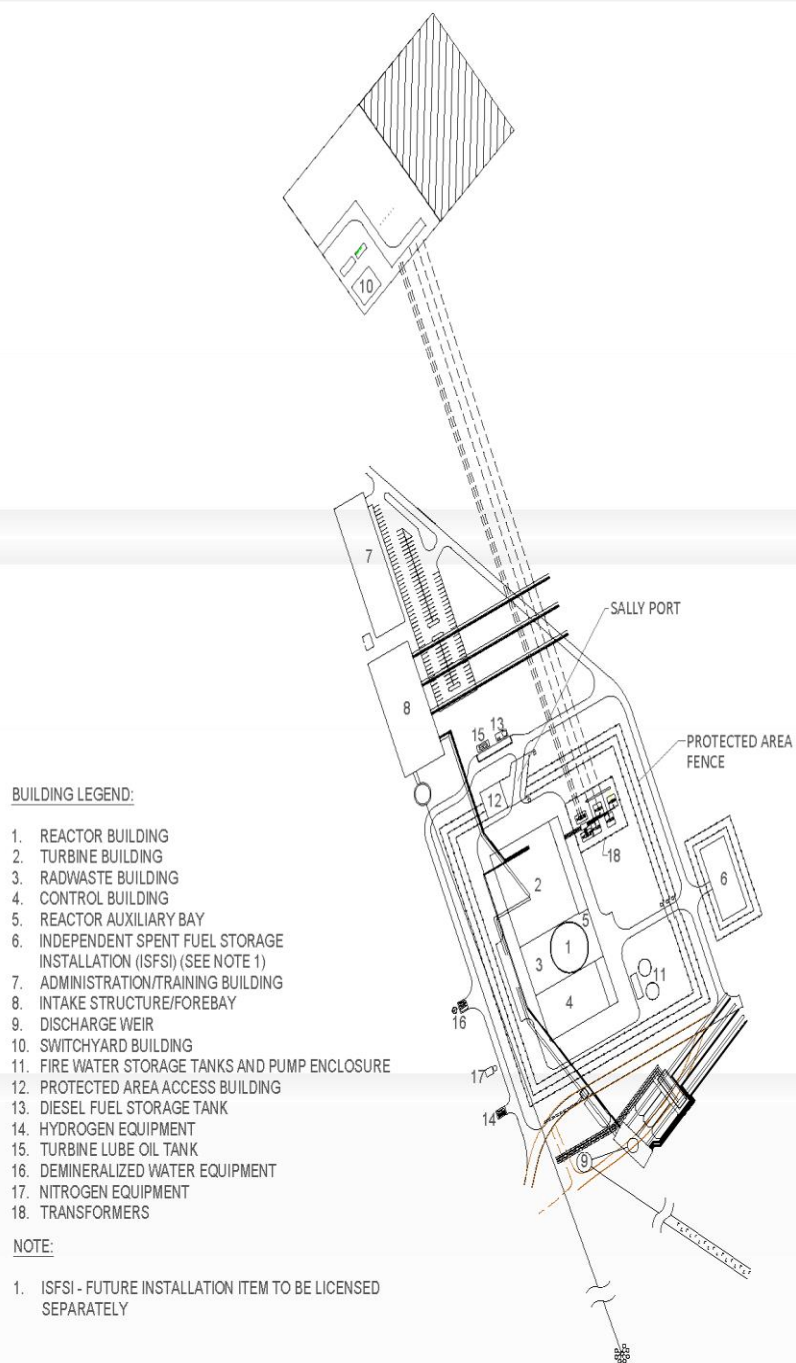 10
7
SALLY PORT
8
13
15
PROTECTED AREA
FENCE
12
18
2
6
5
1
3
11
4
16
17
14
9
BUILDING LEGEND:
1. REACTOR BUILDING
2. TURBINE BUILDING
3. RADWASTE BUILDING
4. CONTROL BUILDING
5. REACTOR AUXILIARY BAY
6. INDEPENDENT SPENT FUEL STORAGE
INSTALLATION (ISFSI) (SEE NOTE 1)
7. ADMINISTRATION/TRAINING BUILDING
8. INTAKE STRUCTURE/FOREBAY
9. DISCHARGE WEIR
10. SWITCHYARD BUILDING
11. FIRE WATER STORAGE TANKS AND PUMP ENCLOSURE
12. PROTECTED AREA ACCESS BUILDING
13. DIESEL FUEL STORAGE TANK
14. HYDROGEN EQUIPMENT
15. TURBINE LUBE OIL TANK
16. DEMINERALIZED WATER EQUIPMENT
17. NITROGEN EQUIPMENT
18. TRANSFORMERS
NOTE:
1. ISFSI - FUTURE INSTALLATION ITEM TO BE LICENSED
SEPARATELY